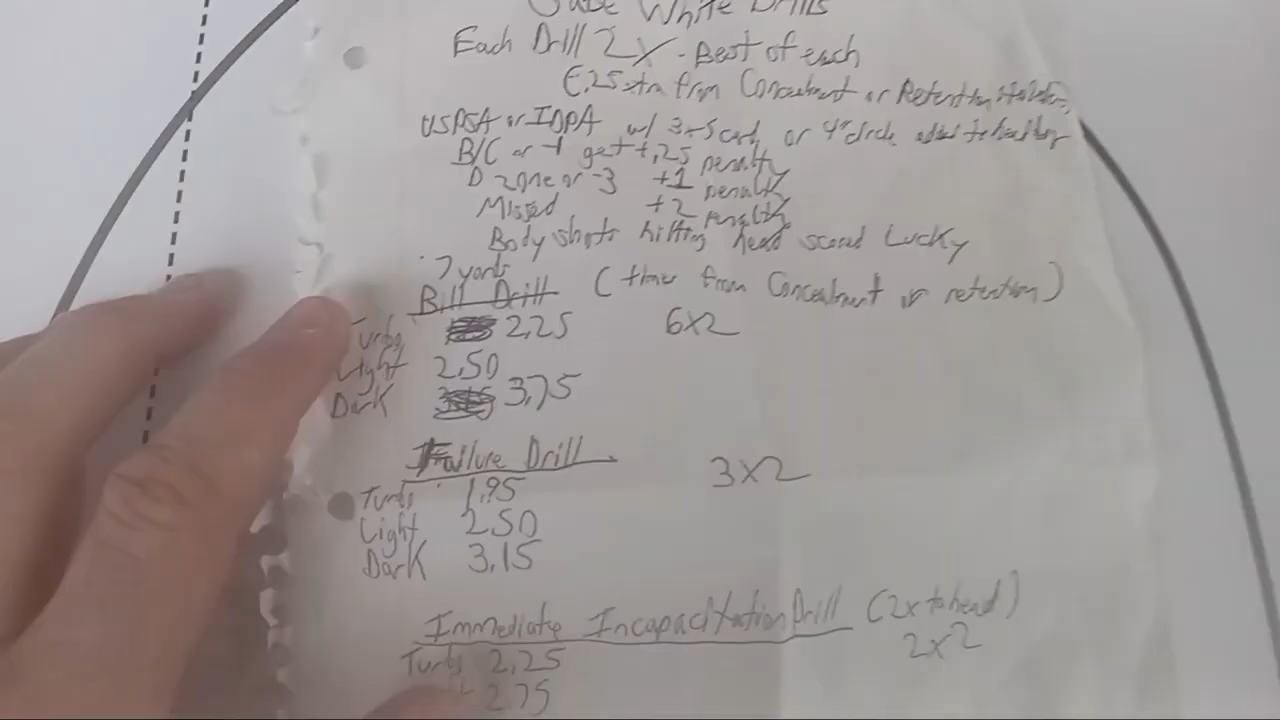 White Drills
Each Drill 2X - Best of each
(.25 extra from Concealment or Retention Holster)
USPSA or IDPA w/ 3x5 card or 4" circle added to head box
B/C or -1 get +.25 penalty
D zone or -3 +1 penalty
Missed +2 penalty
Body shots hitting head scored Lucky
7 yards
Bill Drill (times from Concealment or retention)
Turbo 2.25 6x2
Light 2.50
Dark 3.75
Failure Drill
3x2
Turbo 1.95
Light 2.50
Dark 3.15
Immediate Incapacitation Drill (2x to head)
2x2
Turbo 2.25
2.75